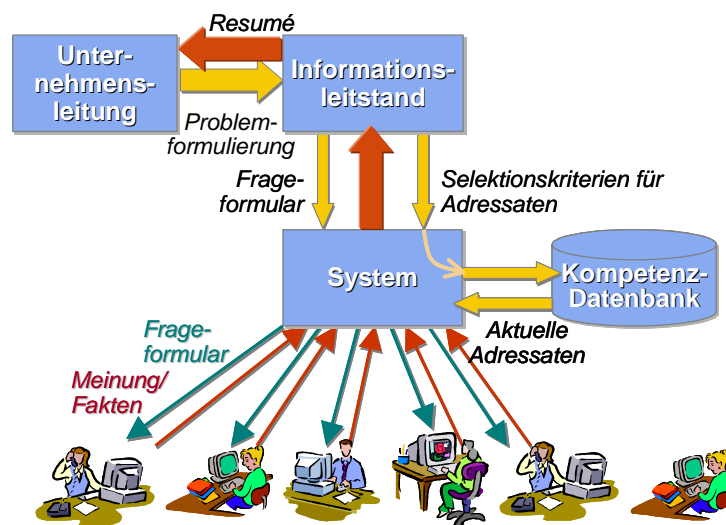 Resumé
Unter-
nehmens-
leitung
Informations-
leitstand
Problem-
formulierung
Frage-
formular
Selektionskriterien für
Adressaten
System
Kompetenz-
Datenbank
Aktuelle
Adressaten
Frage-
formular
Meinung/
Fakten